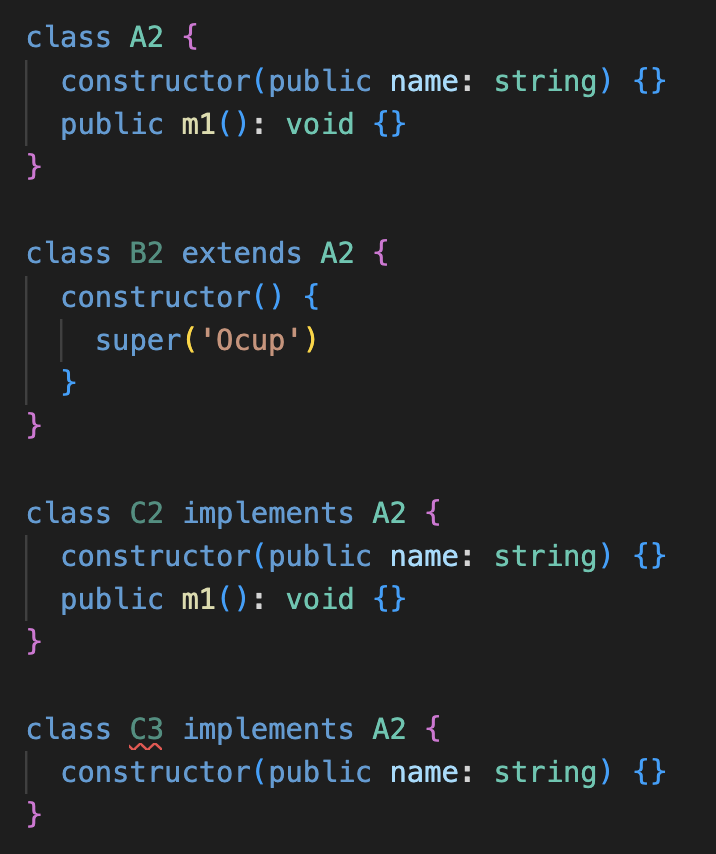 class A2 {
constructor(public name: string) {}
public m1(): void {}
}
class B2 extends A2 {
constructor() {
super('Ocup')
}
}
class C2 implements A2 {
constructor(public name: string) {}
public m1(): void {}
}
class C3 implements A2 {
constructor(public name: string) {}
}